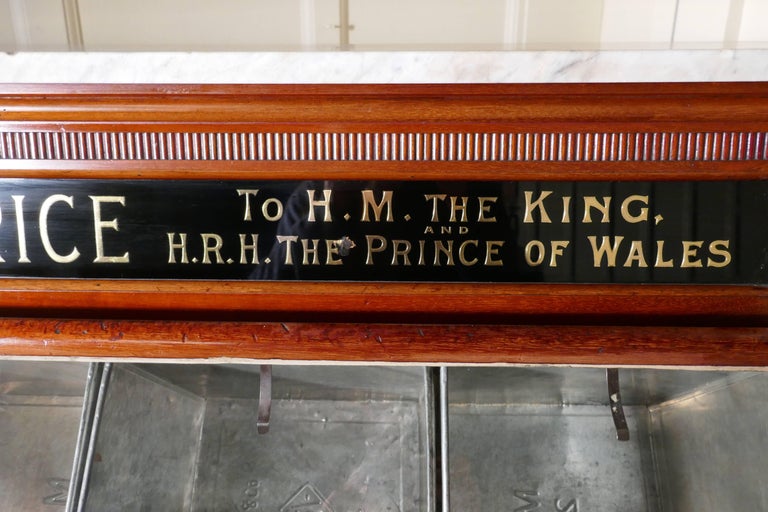 RICE
To H.M. THE KING,
AND
H.R.H. THE PRINCE OF WALES